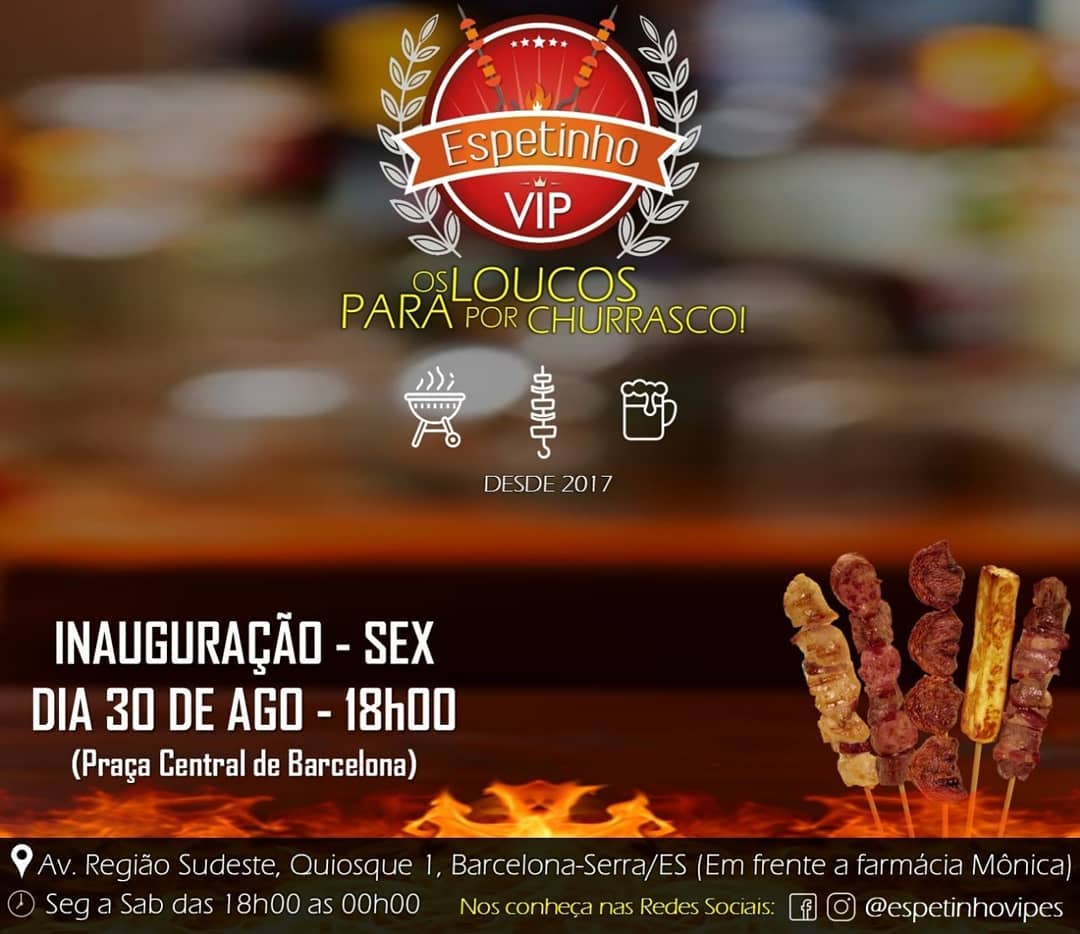 Espetinho
VIP
PARA OS LOUCOS POR CHURRASCO!
DESDE 2017
INAUGURAÇÃO - SEX
DIA 30 DE AGO - 18h00
(Praça Central de Barcelona)
Av. Região Sudeste, Quiosque 1, Barcelona-Serra/ES (Em frente a farmácia Mônica)
Seg a Sab das 18h00 as 00h00
Nos conheça nas Redes Sociais: @espetinhovipes